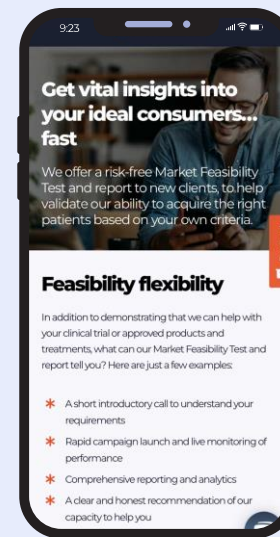 9:23
Get vital insights into
your ideal consumers...
fast
We offer a risk-free Market Feasibility
Test and report to new clients, to help
validate our ability to acquire the right
patients based on your own criteria.
Feasibility flexibility
In addition to demonstrating that we can help with
your clinical trial or approved products and
treatments, what can our Market Feasibility Test and
report tell you? Here are just a few examples:
* A short introductory call to understand your
requirements
* Rapid campaign launch and live monitoring of
performance
* Comprehensive reporting and analytics
* A clear and honest recommendation of our
capacity to help you